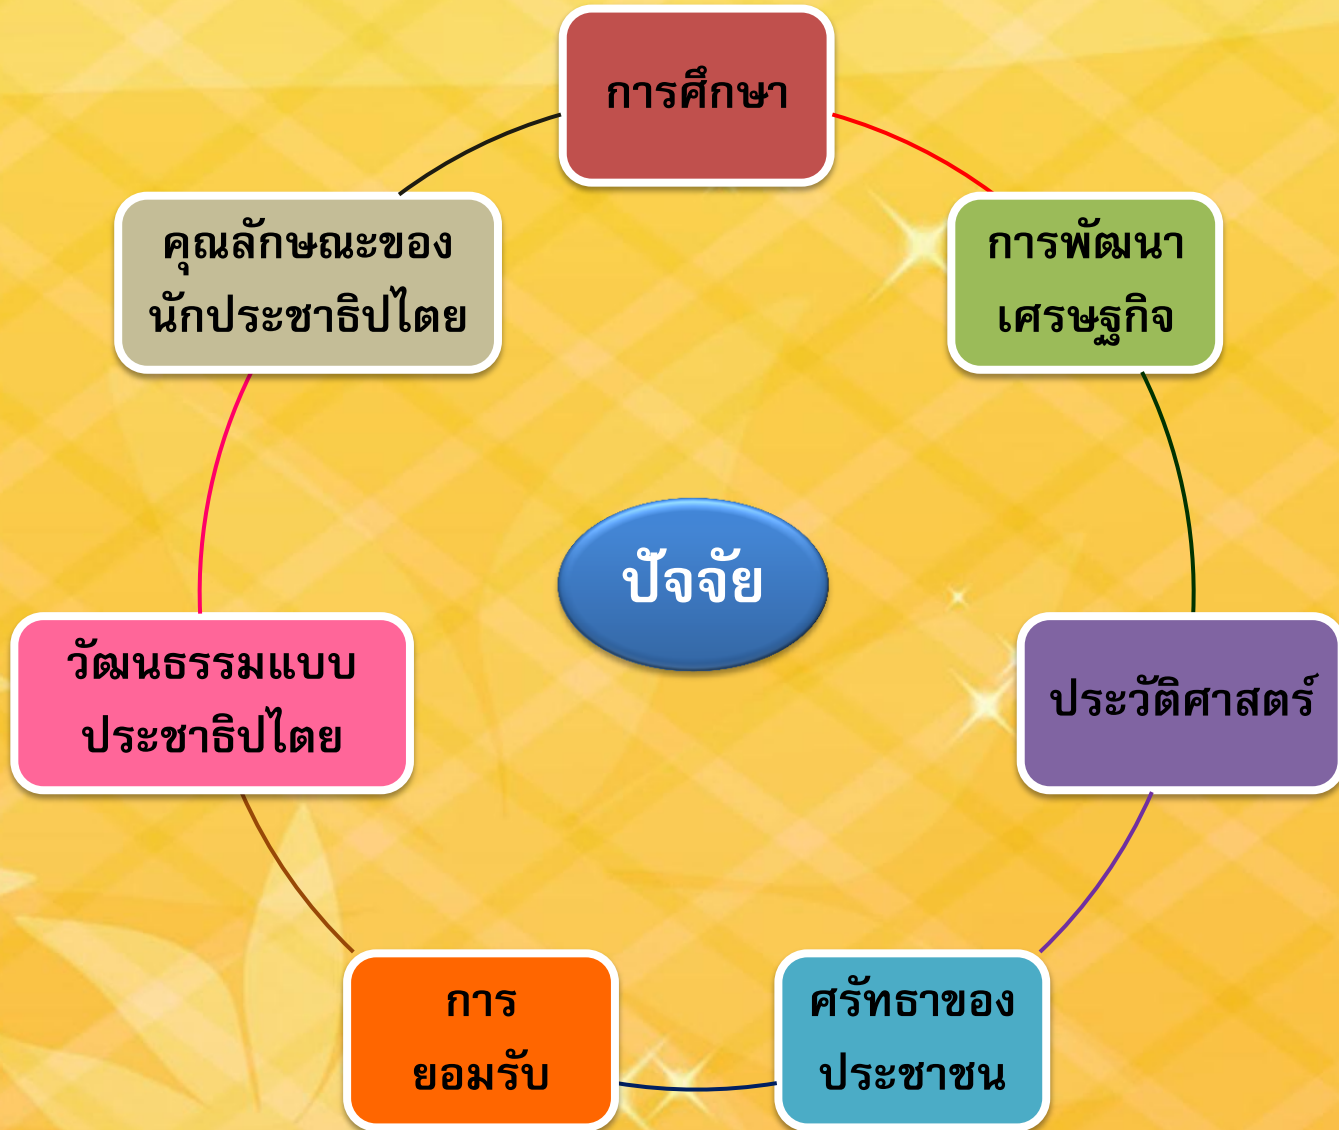 การศึกษา
การพัฒนา
เศรษฐกิจ
ประวัติศาสตร์
ศรัทธาของ
ประชาชน
การ
ยอมรับ
วัฒนธรรมแบบ
ประชาธิปไตย
คุณลักษณะของ
นักประชาธิปไตย
ปัจจัย